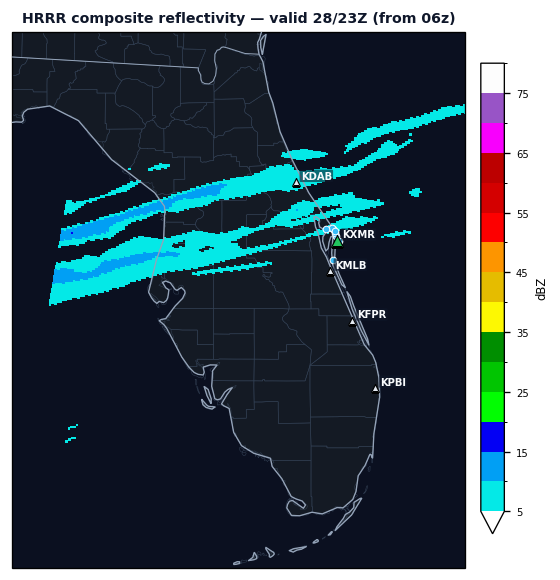 HRRR composite reflectivity — valid 28/23Z (from 06z)
KDAB
KXMR
KMLB
KFPR
KPBI
75
65
55
45
35
25
15
5
dBZ